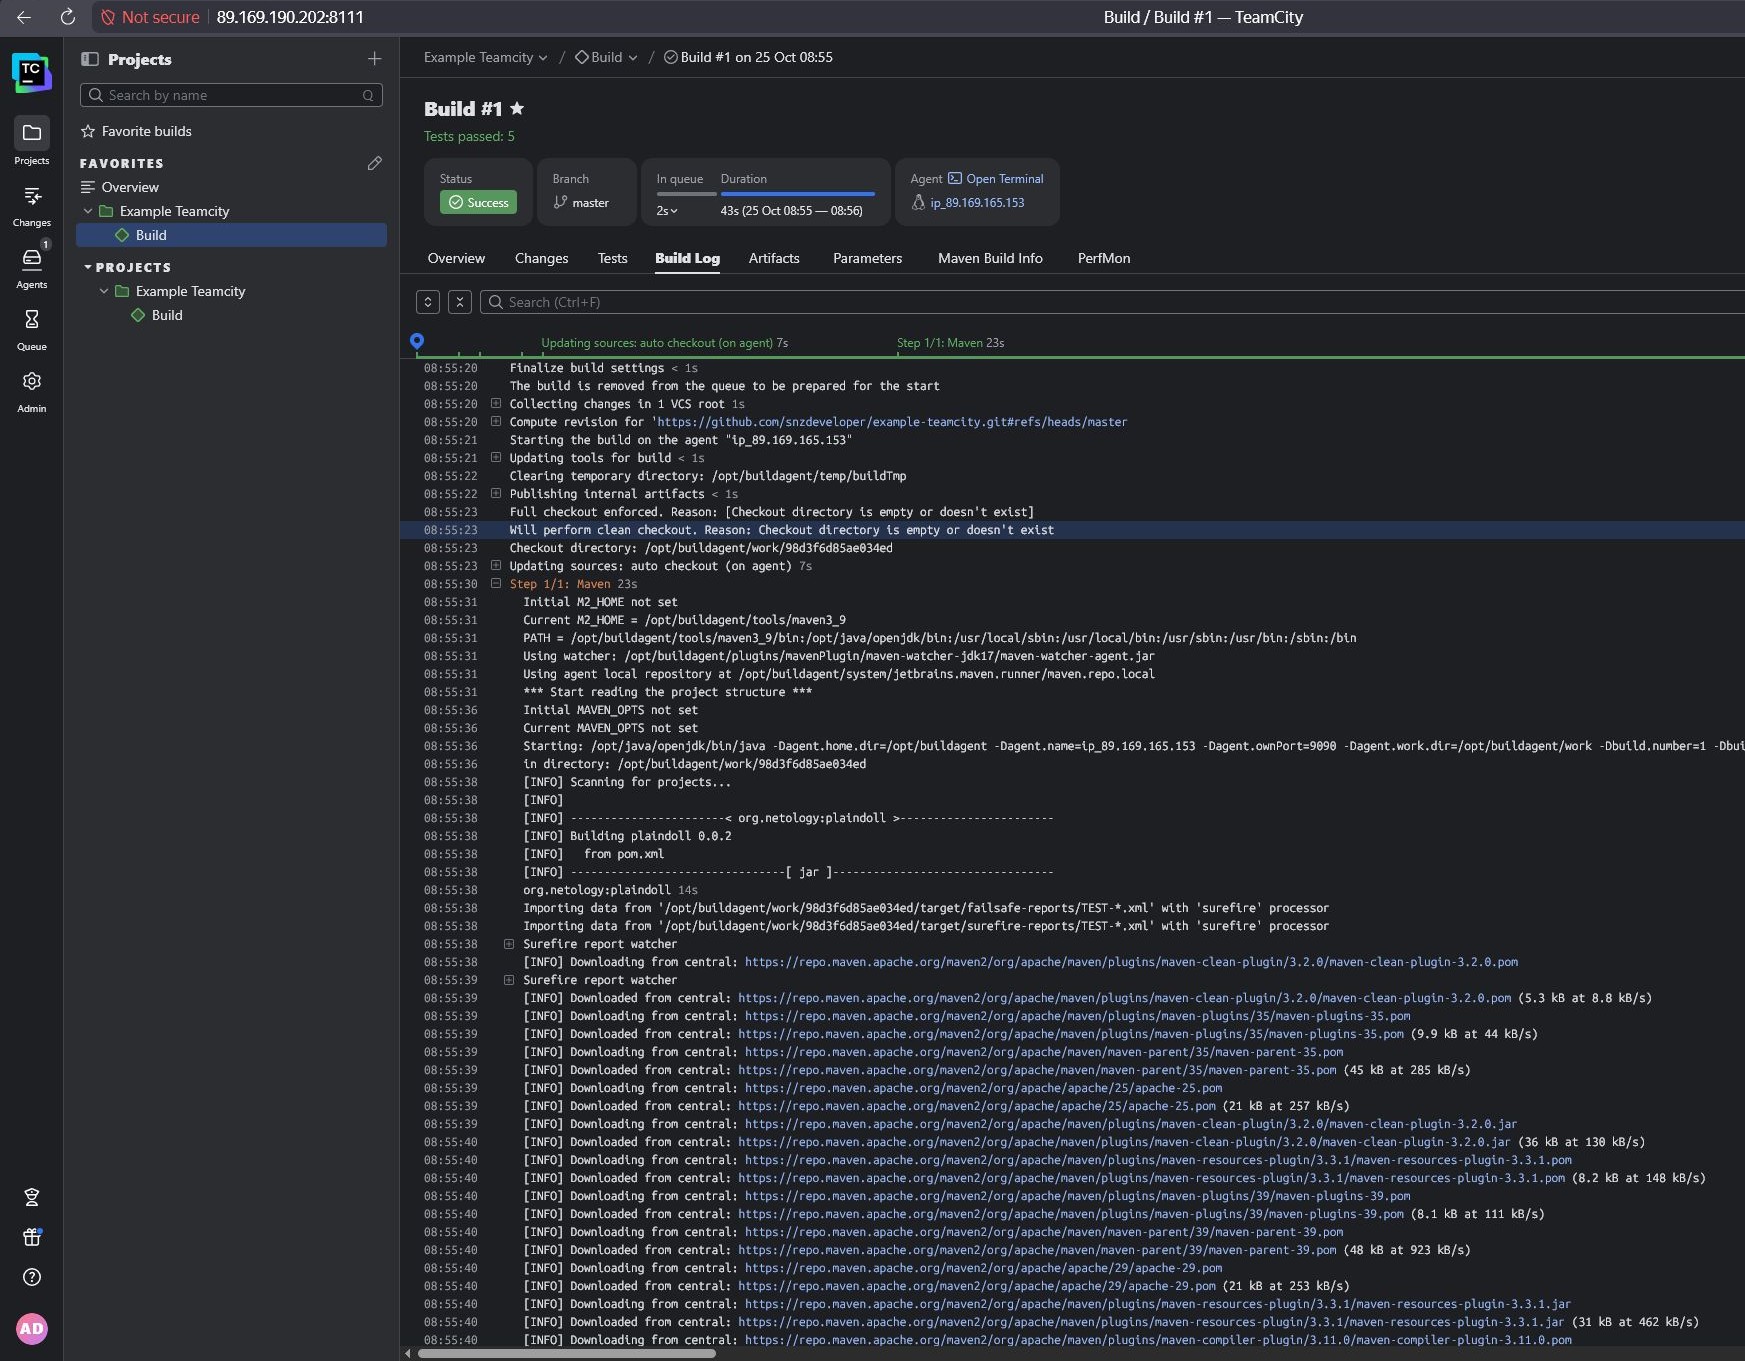 Not secure 89.169.190.202:8111 Build / Build #1 — TeamCity
TC
Projects
Changes
1
Agents
Queue
Admin
AD
Projects
Search by name Q
Favorite builds
FAVORITES
Overview
Example Teamcity
Build
PROJECTS
Example Teamcity
Build
Example Teamcity / Build / Build #1 on 25 Oct 08:55
Build #1
Tests passed: 5
Status
Success
Branch
master
In queue
2s
Duration
43s (25 Oct 08:55 — 08:56)
Agent Open Terminal
ip_89.169.165.153
Overview Changes Tests Build Log Artifacts Parameters Maven Build Info PerfMon
Search (Ctrl+F)
Updating sources: auto checkout (on agent) 7s Step 1/1: Maven 23s
08:55:20 Finalize build settings < 1s
08:55:20 The build is removed from the queue to be prepared for the start
08:55:20 Collecting changes in 1 VCS root 1s
08:55:20 Compute revision for 'https://github.com/snzdeveloper/example-teamcity.git#refs/heads/master
08:55:21 Starting the build on the agent "ip_89.169.165.153"
08:55:21 Updating tools for build < 1s
08:55:22 Clearing temporary directory: /opt/buildagent/temp/buildTmp
08:55:22 Publishing internal artifacts < 1s
08:55:23 Full checkout enforced. Reason: [Checkout directory is empty or doesn't exist]
08:55:23 Will perform clean checkout. Reason: Checkout directory is empty or doesn't exist
08:55:23 Checkout directory: /opt/buildagent/work/98d3f6d85ae034ed
08:55:23 Updating sources: auto checkout (on agent) 7s
08:55:30 Step 1/1: Maven 23s
08:55:31 Initial M2_HOME not set
08:55:31 Current M2_HOME = /opt/buildagent/tools/maven3_9
08:55:31 PATH = /opt/buildagent/tools/maven3_9/bin:/opt/java/openjdk/bin:/usr/local/sbin:/usr/local/bin:/usr/sbin:/usr/bin:/sbin:/bin
08:55:31 Using watcher: /opt/buildagent/plugins/mavenPlugin/maven-watcher-jdk17/maven-watcher-agent.jar
08:55:31 Using agent local repository at /opt/buildagent/system/jetbrains.maven.runner/maven.repo.local
08:55:31 *** Start reading the project structure ***
08:55:36 Initial MAVEN_OPTS not set
08:55:36 Current MAVEN_OPTS not set
08:55:36 Starting: /opt/java/openjdk/bin/java -Dagent.home.dir=/opt/buildagent -Dagent.name=ip_89.169.165.153 -Dagent.ownPort=9090 -Dagent.work.dir=/opt/buildagent/work -Dbuild.number=1 -Dbui
08:55:36 in directory: /opt/buildagent/work/98d3f6d85ae034ed
08:55:38 [INFO] Scanning for projects...
08:55:38 [INFO]
08:55:38 [INFO] -----------------------< org.netology:plaindoll >-----------------------
08:55:38 [INFO] Building plaindoll 0.0.2
08:55:38 [INFO]   from pom.xml
08:55:38 [INFO] --------------------------------[ jar ]---------------------------------
08:55:38 org.netology:plaindoll 14s
08:55:38 Importing data from '/opt/buildagent/work/98d3f6d85ae034ed/target/failsafe-reports/TEST-*.xml' with 'surefire' processor
08:55:38 Importing data from '/opt/buildagent/work/98d3f6d85ae034ed/target/surefire-reports/TEST-*.xml' with 'surefire' processor
08:55:38 Surefire report watcher
08:55:38 [INFO] Downloading from central: https://repo.maven.apache.org/maven2/org/apache/maven/plugins/maven-clean-plugin/3.2.0/maven-clean-plugin-3.2.0.pom
08:55:39 Surefire report watcher
08:55:39 [INFO] Downloaded from central: https://repo.maven.apache.org/maven2/org/apache/maven/plugins/maven-clean-plugin/3.2.0/maven-clean-plugin-3.2.0.pom (5.3 kB at 8.8 kB/s)
08:55:39 [INFO] Downloading from central: https://repo.maven.apache.org/maven2/org/apache/maven/plugins/maven-plugins/35/maven-plugins-35.pom
08:55:39 [INFO] Downloaded from central: https://repo.maven.apache.org/maven2/org/apache/maven/plugins/maven-plugins/35/maven-plugins-35.pom (9.9 kB at 44 kB/s)
08:55:39 [INFO] Downloading from central: https://repo.maven.apache.org/maven2/org/apache/maven/maven-parent/35/maven-parent-35.pom
08:55:39 [INFO] Downloaded from central: https://repo.maven.apache.org/maven2/org/apache/maven/maven-parent/35/maven-parent-35.pom (45 kB at 285 kB/s)
08:55:39 [INFO] Downloading from central: https://repo.maven.apache.org/maven2/org/apache/apache/25/apache-25.pom
08:55:39 [INFO] Downloaded from central: https://repo.maven.apache.org/maven2/org/apache/apache/25/apache-25.pom (21 kB at 257 kB/s)
08:55:39 [INFO] Downloading from central: https://repo.maven.apache.org/maven2/org/apache/maven/plugins/maven-clean-plugin/3.2.0/maven-clean-plugin-3.2.0.jar
08:55:40 [INFO] Downloaded from central: https://repo.maven.apache.org/maven2/org/apache/maven/plugins/maven-clean-plugin/3.2.0/maven-clean-plugin-3.2.0.jar (36 kB at 130 kB/s)
08:55:40 [INFO] Downloading from central: https://repo.maven.apache.org/maven2/org/apache/maven/plugins/maven-resources-plugin/3.3.1/maven-resources-plugin-3.3.1.pom
08:55:40 [INFO] Downloaded from central: https://repo.maven.apache.org/maven2/org/apache/maven/plugins/maven-resources-plugin/3.3.1/maven-resources-plugin-3.3.1.pom (8.2 kB at 148 kB/s)
08:55:40 [INFO] Downloading from central: https://repo.maven.apache.org/maven2/org/apache/maven/plugins/maven-plugins/39/maven-plugins-39.pom
08:55:40 [INFO] Downloaded from central: https://repo.maven.apache.org/maven2/org/apache/maven/plugins/maven-plugins/39/maven-plugins-39.pom (8.1 kB at 111 kB/s)
08:55:40 [INFO] Downloading from central: https://repo.maven.apache.org/maven2/org/apache/maven/maven-parent/39/maven-parent-39.pom
08:55:40 [INFO] Downloaded from central: https://repo.maven.apache.org/maven2/org/apache/maven/maven-parent/39/maven-parent-39.pom (48 kB at 923 kB/s)
08:55:40 [INFO] Downloading from central: https://repo.maven.apache.org/maven2/org/apache/apache/29/apache-29.pom
08:55:40 [INFO] Downloaded from central: https://repo.maven.apache.org/maven2/org/apache/apache/29/apache-29.pom (21 kB at 253 kB/s)
08:55:40 [INFO] Downloading from central: https://repo.maven.apache.org/maven2/org/apache/maven/plugins/maven-resources-plugin/3.3.1/maven-resources-plugin-3.3.1.jar
08:55:40 [INFO] Downloaded from central: https://repo.maven.apache.org/maven2/org/apache/maven/plugins/maven-resources-plugin/3.3.1/maven-resources-plugin-3.3.1.jar (31 kB at 462 kB/s)
08:55:40 [INFO] Downloading from central: https://repo.maven.apache.org/maven2/org/apache/maven/plugins/maven-compiler-plugin/3.11.0/maven-compiler-plugin-3.11.0.pom